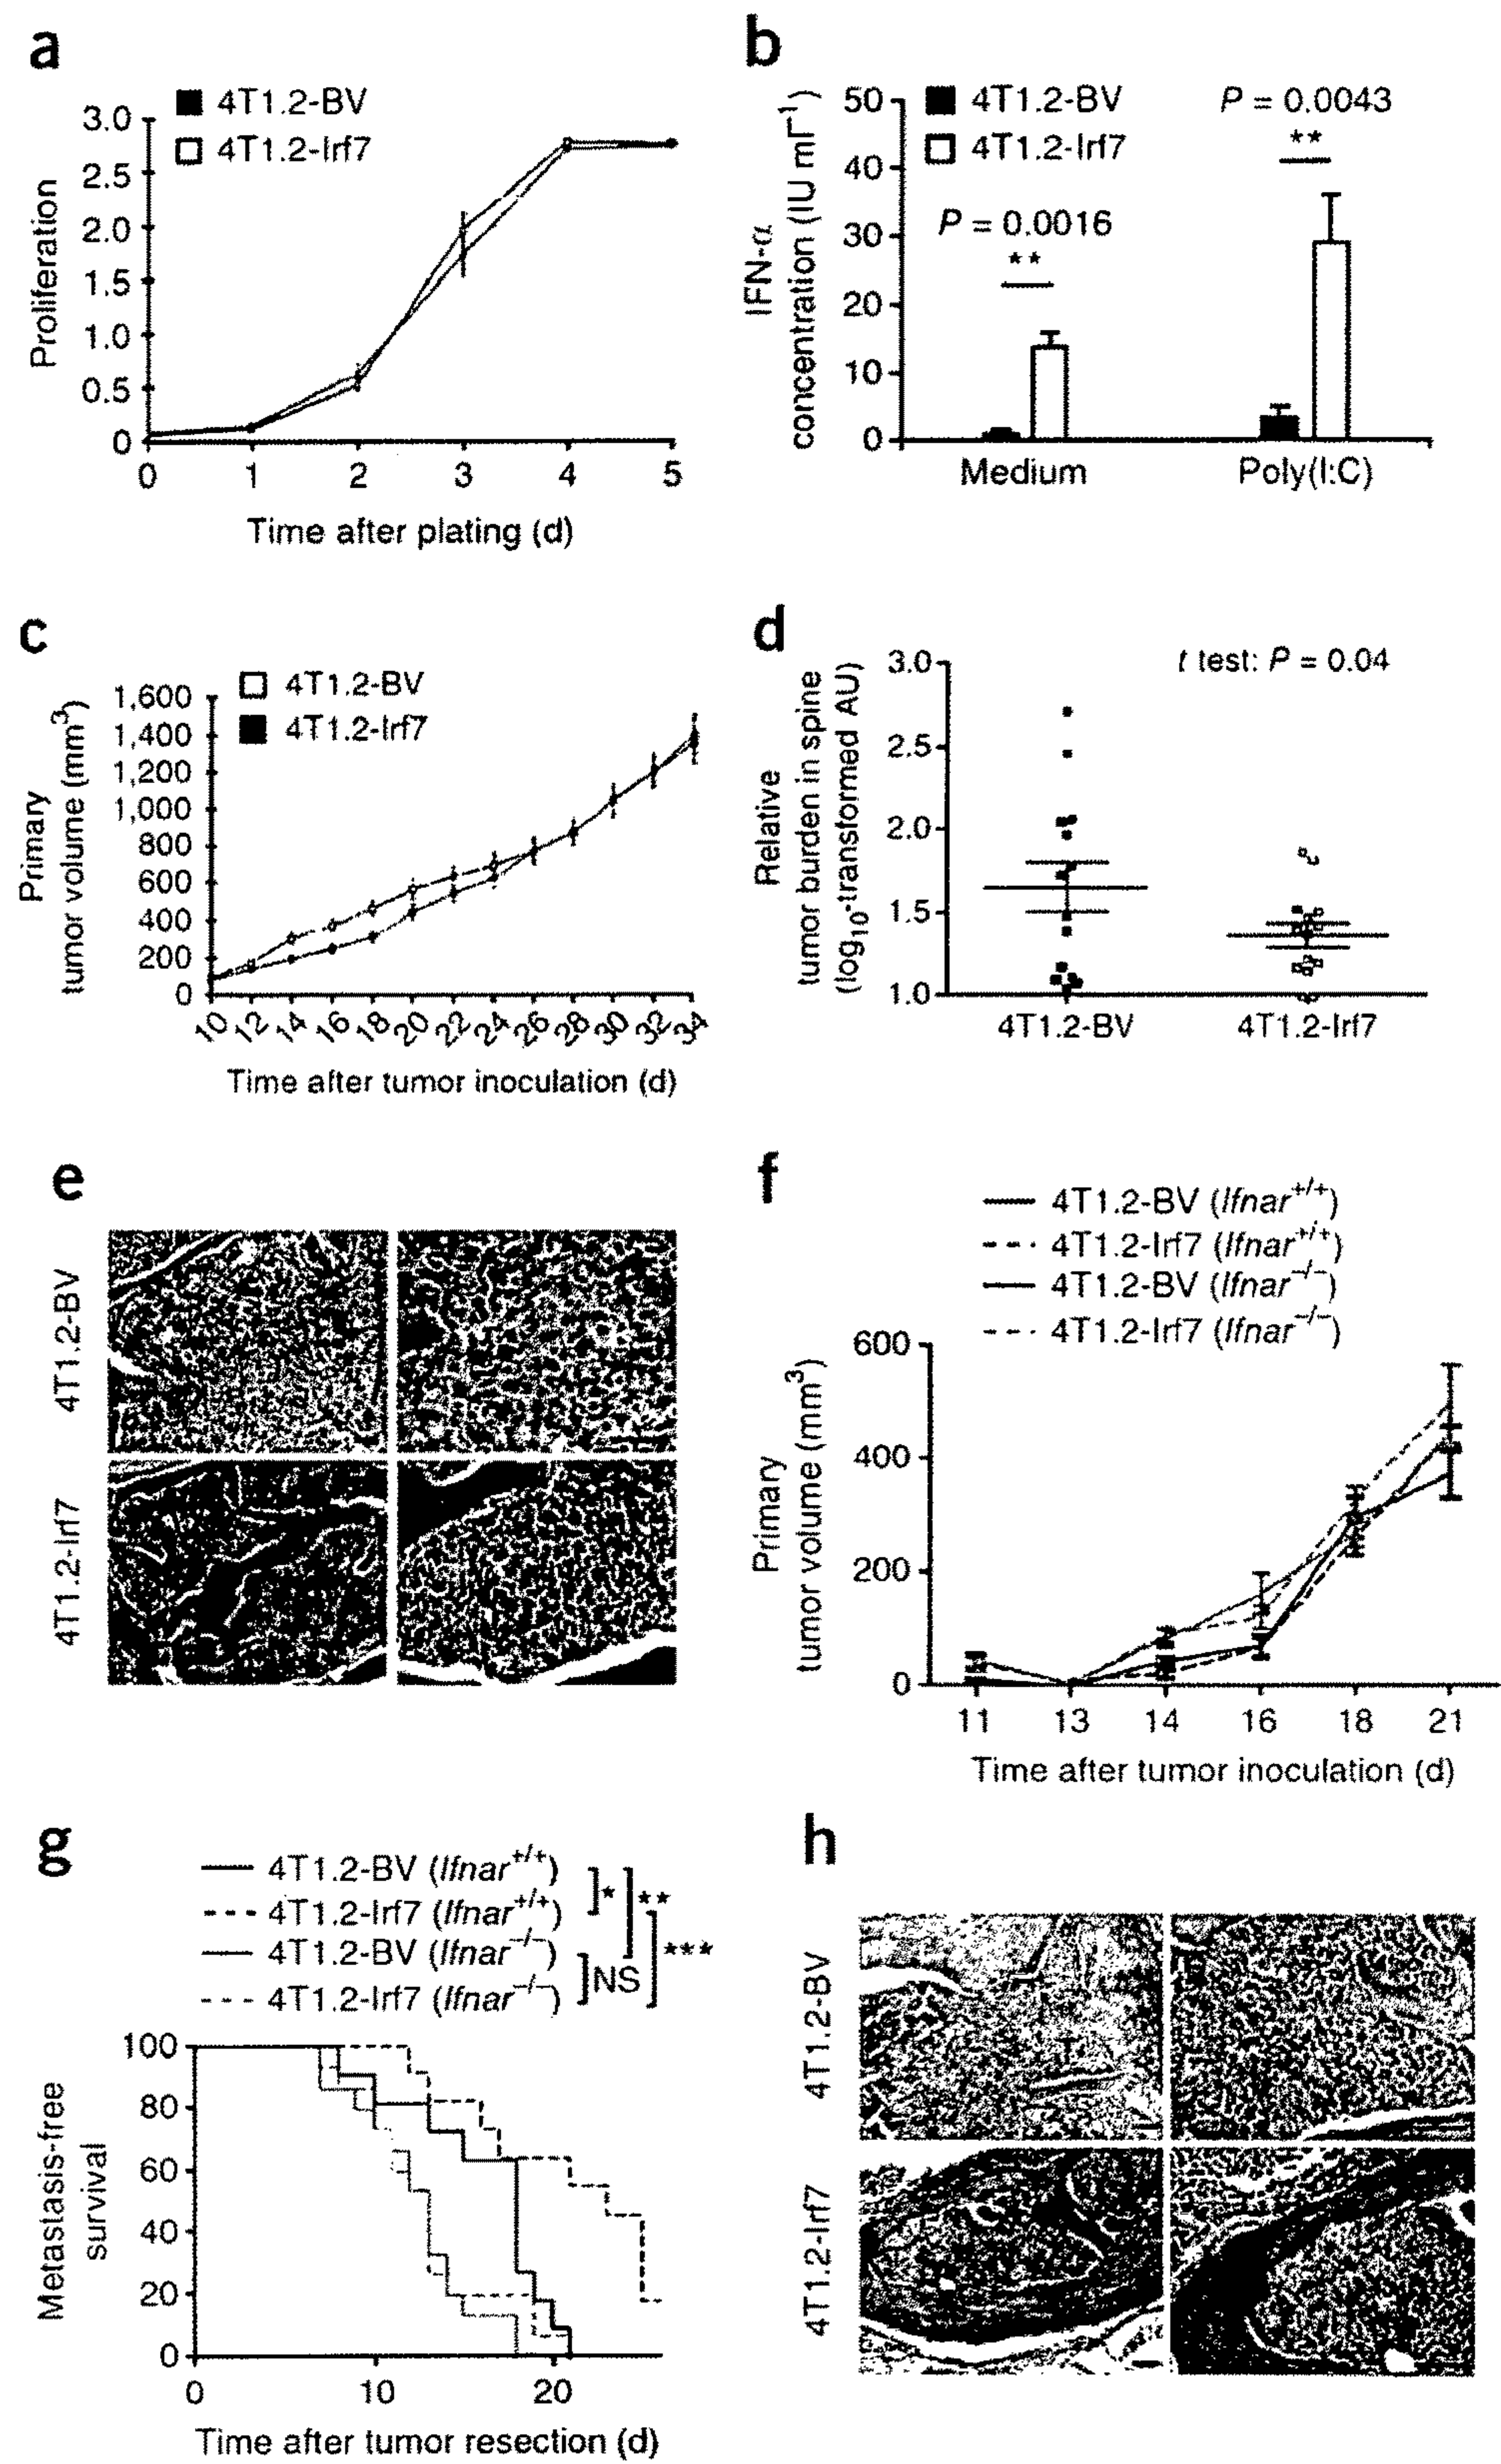 a
4T1.2-BV
4T1.2-Irf7
3.0
2.5
2.0
1.5
1.0
0.5
0
Proliferation
0 1 2 3 4 5
Time after plating (d)
b
4T1.2-BV
4T1.2-Irf7
P = 0.0043
**
P = 0.0016
**
50
40
30
20
10
0
IFN-α
concentration (IU ml⁻¹)
Medium Poly(I:C)
c
4T1.2-BV
4T1.2-Irf7
1,600
1,400
1,200
1,000
800
600
400
200
0
Primary
tumor volume (mm³)
10 12 14 16 18 20 22 24 26 28 30 32 34
Time after tumor inoculation (d)
d
t test: P = 0.04
3.0
2.5
2.0
1.5
1.0
Relative
tumor burden in spine
(log₁₀-transformed AU)
4T1.2-BV 4T1.2-Irf7
e
4T1.2-BV
4T1.2-Irf7
f
4T1.2-BV (Ifnar⁺/⁺)
4T1.2-Irf7 (Ifnar⁺/⁺)
4T1.2-BV (Ifnar⁻/⁻)
4T1.2-Irf7 (Ifnar⁻/⁻)
600
400
200
0
Primary
tumor volume (mm³)
11 13 14 16 18 21
Time after tumor inoculation (d)
g
4T1.2-BV (Ifnar⁺/⁺)
4T1.2-Irf7 (Ifnar⁺/⁺)
4T1.2-BV (Ifnar⁻/⁻)
4T1.2-Irf7 (Ifnar⁻/⁻)
*
**
***
NS
100
80
60
40
20
0
Metastasis-free
survival
0 10 20
Time after tumor resection (d)
h
4T1.2-BV
4T1.2-Irf7